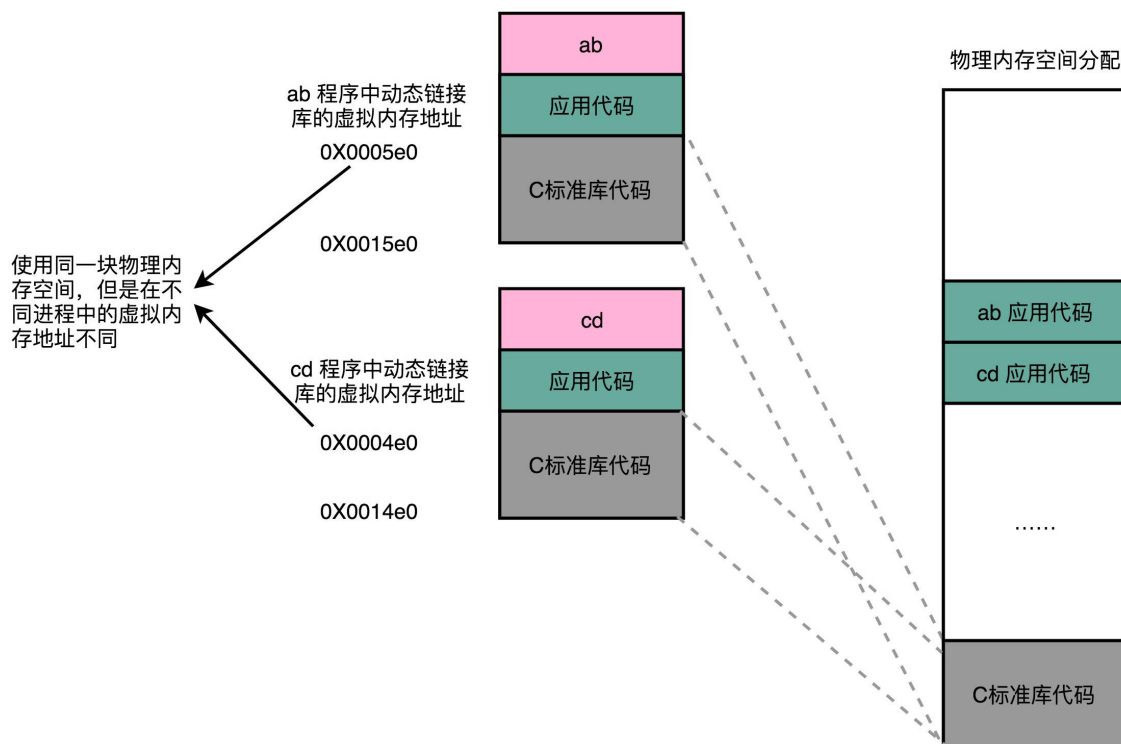 ab
ab 程序中动态链接
库的虚拟内存地址
应用代码
0X0005e0
C标准库代码
0X0015e0
使用同一块物理内
存空间，但是在不
同进程中的虚拟内
存地址不同
cd
cd 程序中动态链接
库的虚拟内存地址
应用代码
0X0004e0
C标准库代码
0X0014e0
物理内存空间分配
ab 应用代码
cd 应用代码
......
C标准库代码